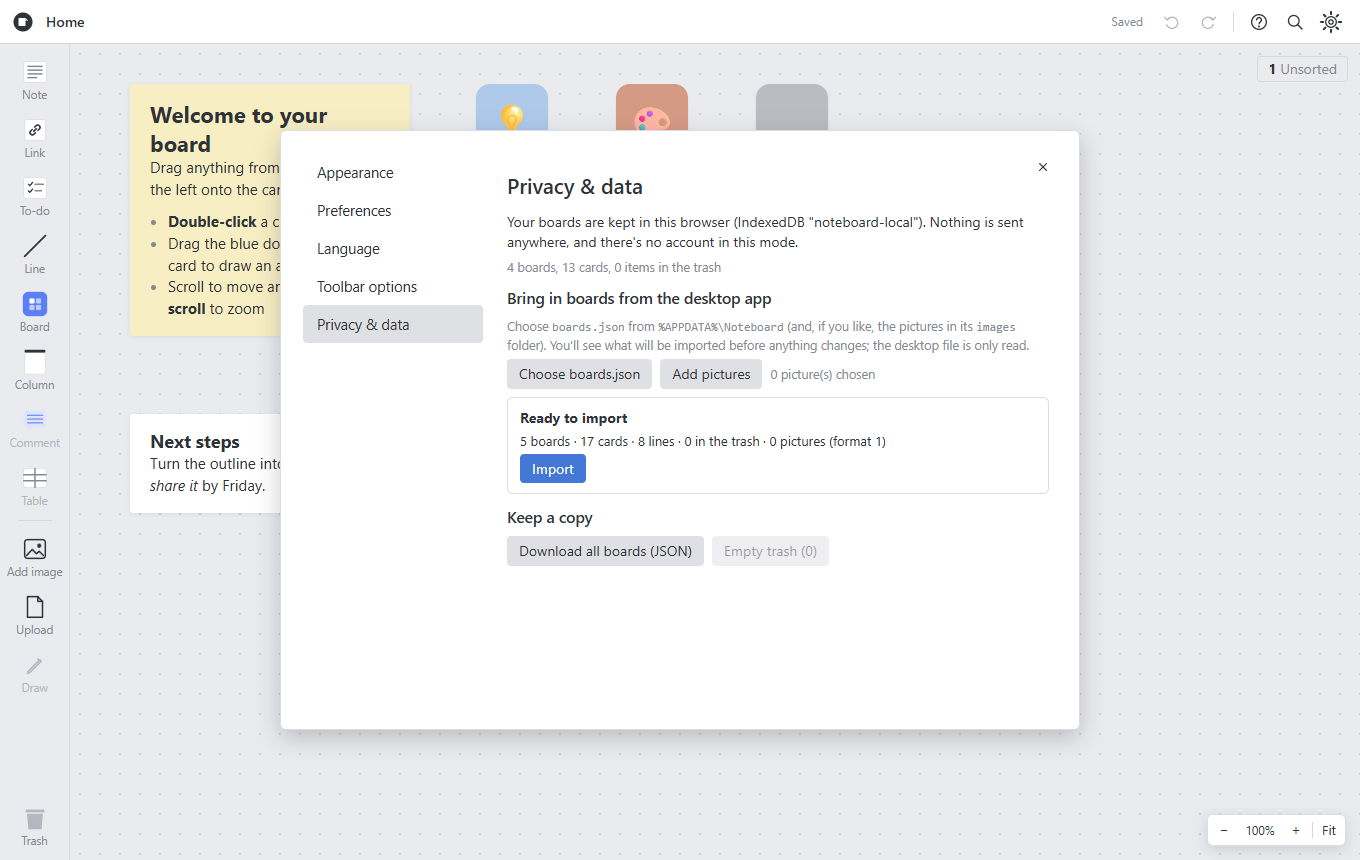 Home
Saved
1 Unsorted
Note
Link
To-do
Line
Board
Column
Comment
Table
Add image
Upload
Draw
Trash
Welcome to your
board
Drag anything from
the left onto the
Double-click a
Drag the blue
card to draw an
Scroll to move
scroll to zoom
Next steps
Turn the outline
share it by Friday.
Appearance
Preferences
Language
Toolbar options
Privacy & data
×
Privacy & data
Your boards are kept in this browser (IndexedDB "noteboard-local"). Nothing is sent
anywhere, and there's no account in this mode.
4 boards, 13 cards, 0 items in the trash
Bring in boards from the desktop app
Choose boards.json from %APPDATA%\Noteboard (and, if you like, the pictures in its images
folder). You'll see what will be imported before anything changes; the desktop file is only read.
Choose boards.json
Add pictures
0 picture(s) chosen
Ready to import
5 boards · 17 cards · 8 lines · 0 in the trash · 0 pictures (format 1)
Import
Keep a copy
Download all boards (JSON)
Empty trash (0)
− 100% + Fit